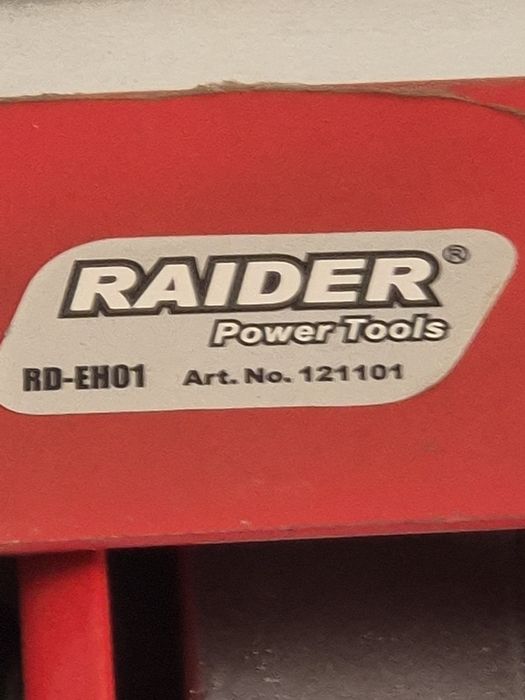 RAIDER®
Power Tools
RD-EH01 Art. No. 121101